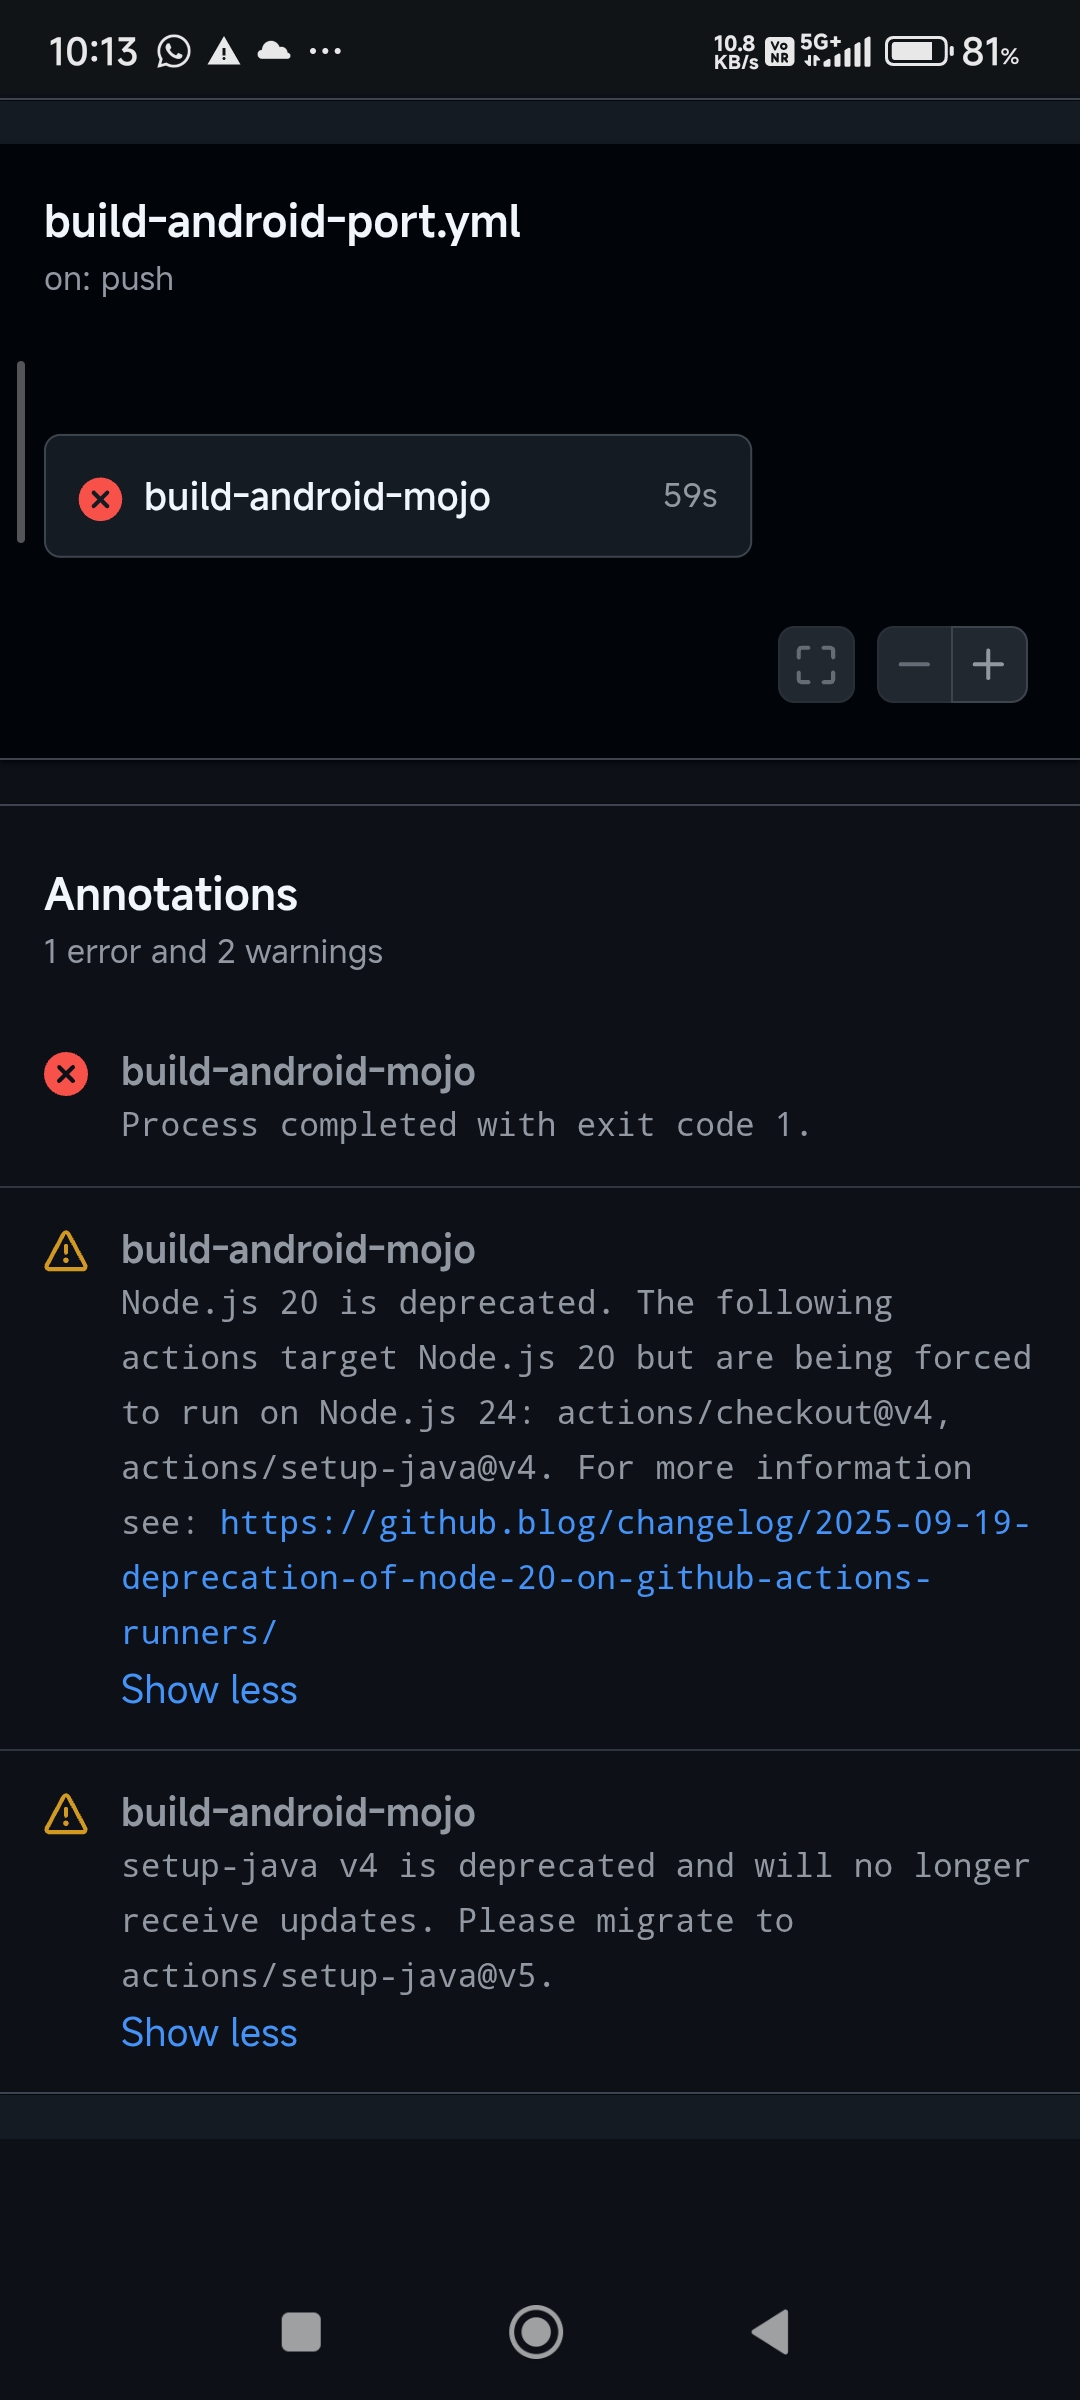 10:13
10.8 KB/s Vo NR 5G+ 81%
build-android-port.yml
on: push
build-android-mojo 59s
Annotations
1 error and 2 warnings
build-android-mojo
Process completed with exit code 1.
build-android-mojo
Node.js 20 is deprecated. The following
actions target Node.js 20 but are being forced
to run on Node.js 24: actions/checkout@v4,
actions/setup-java@v4. For more information
see: https://github.blog/changelog/2025-09-19-
deprecation-of-node-20-on-github-actions-
runners/
Show less
build-android-mojo
setup-java v4 is deprecated and will no longer
receive updates. Please migrate to
actions/setup-java@v5.
Show less